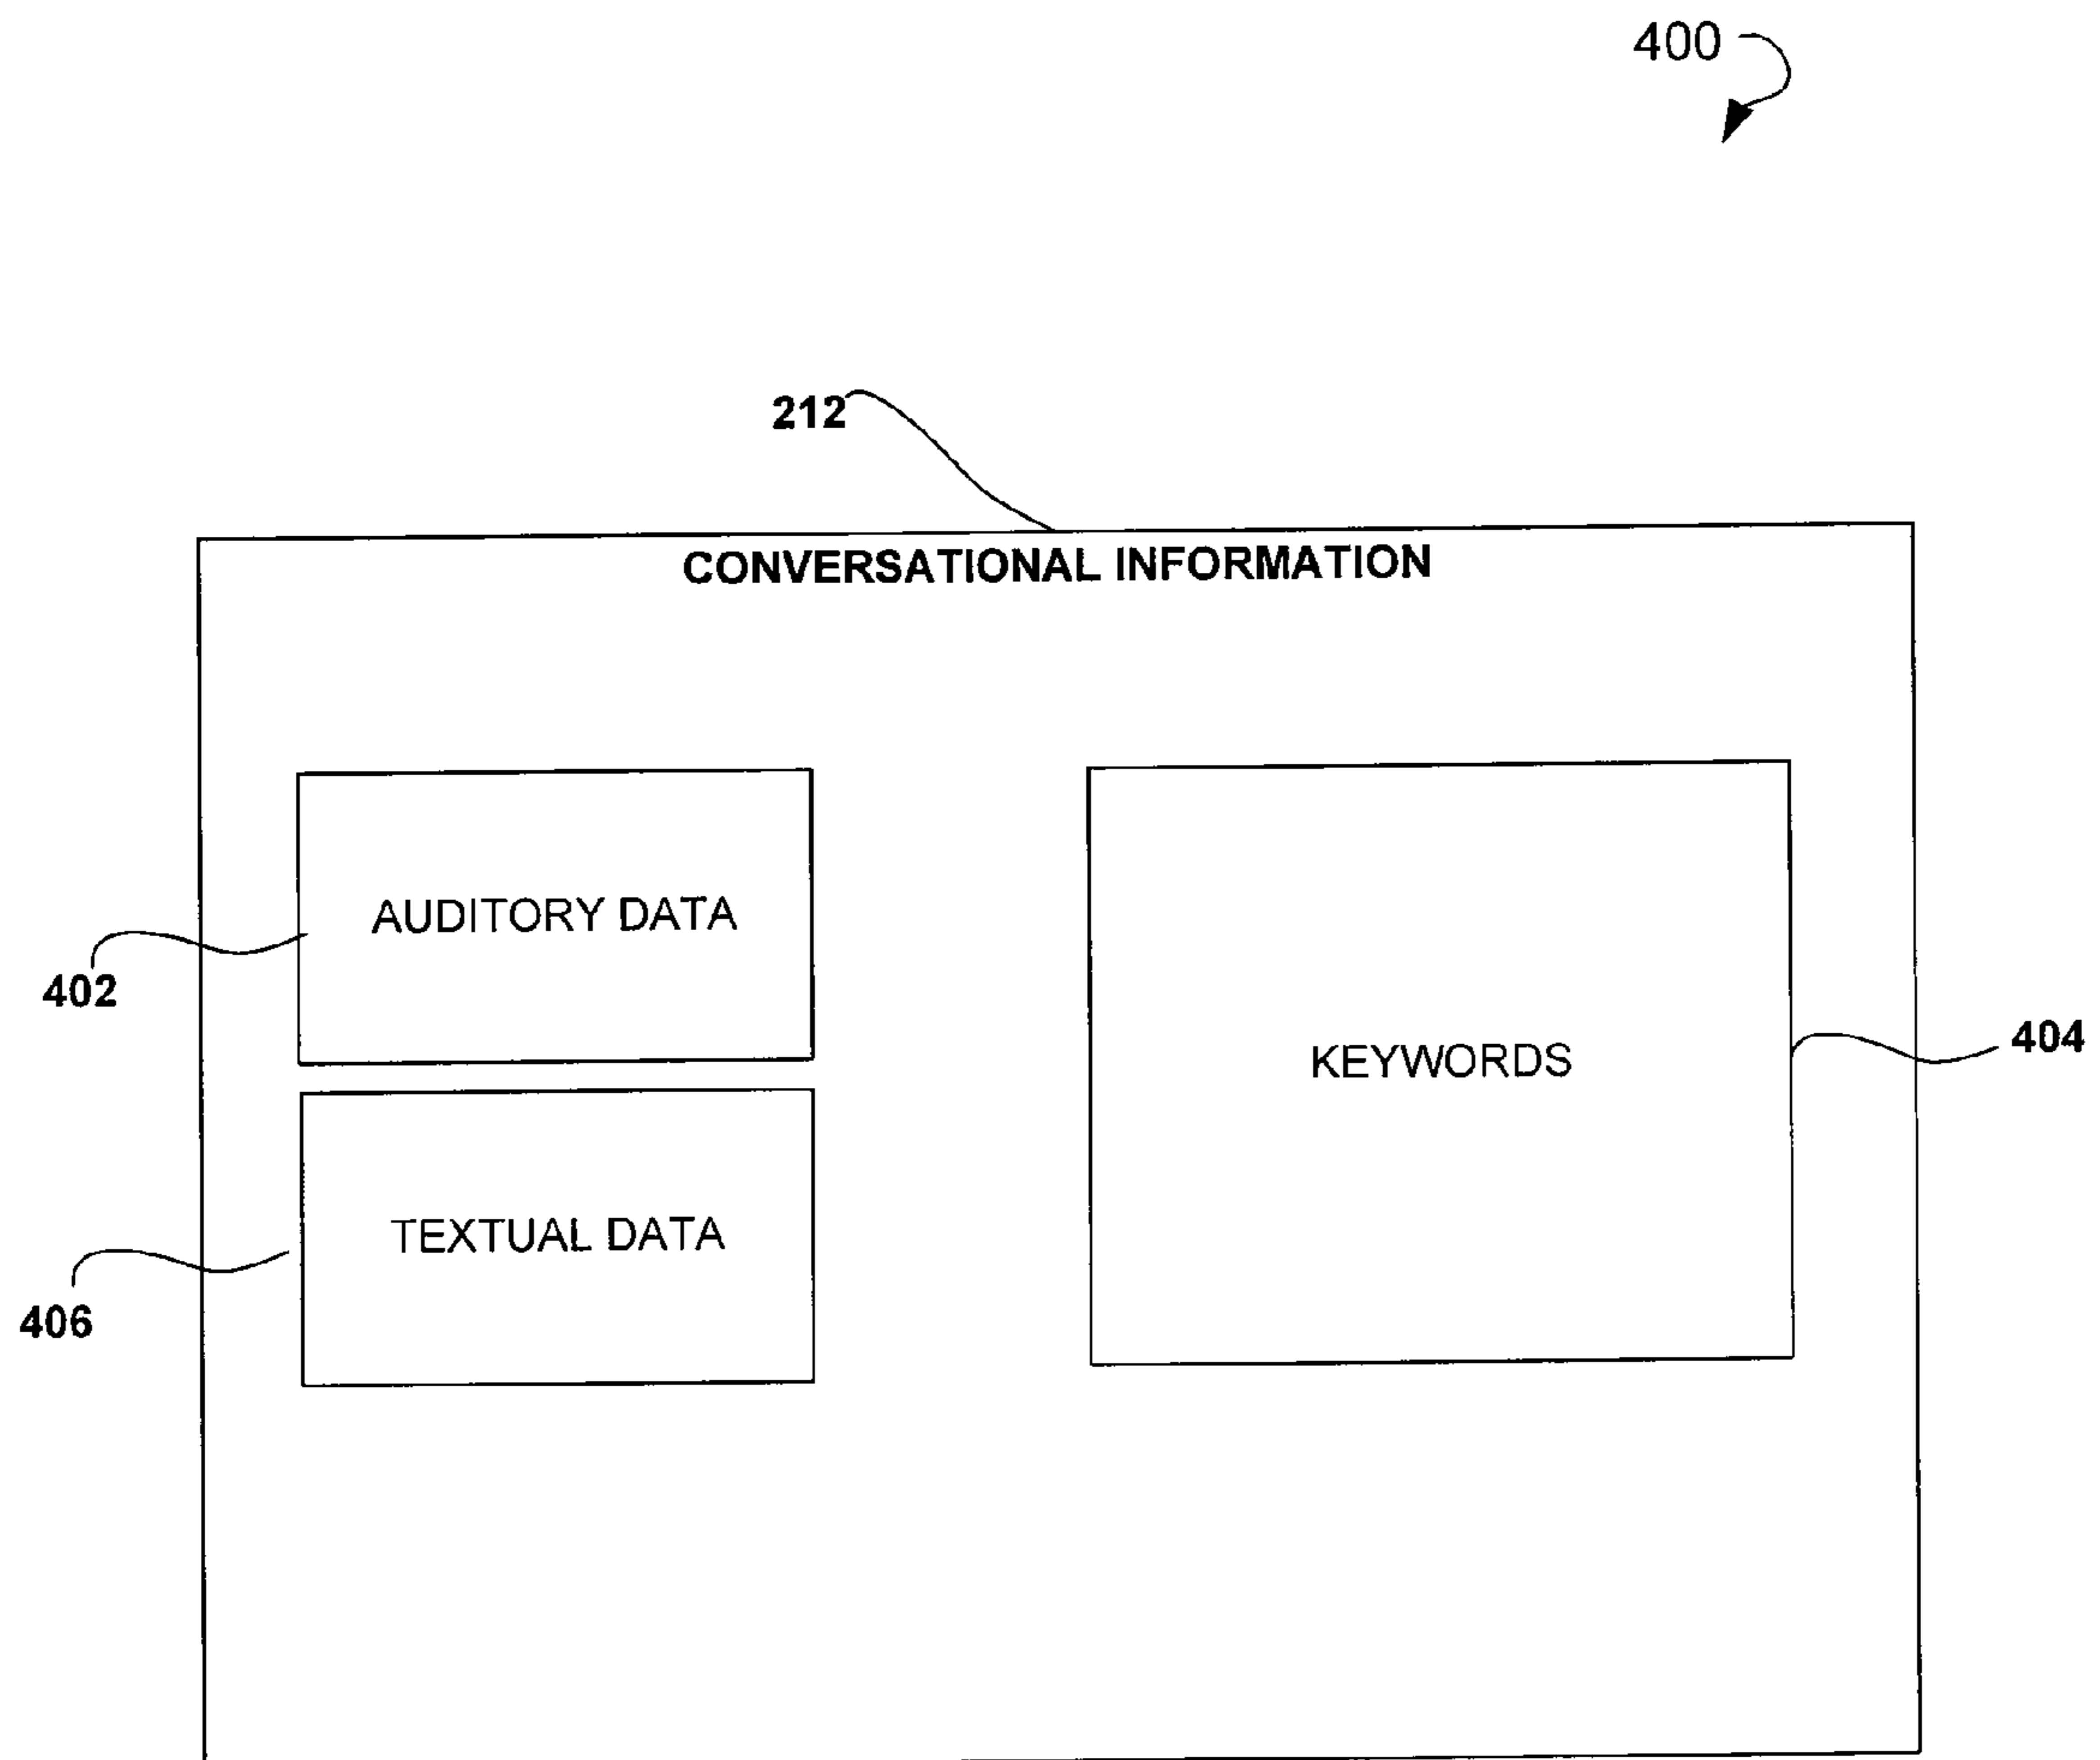 400
212
CONVERSATIONAL INFORMATION
AUDITORY DATA
402
KEYWORDS
404
TEXTUAL DATA
406